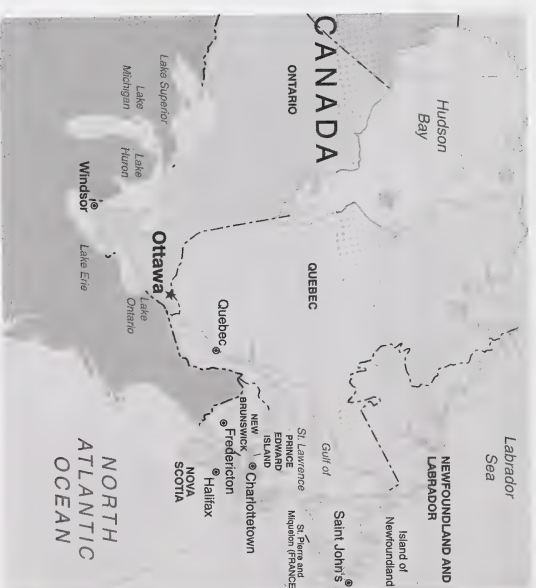 Labrador
Sea
Hudson
Bay
CANADA
ONTARIO
QUEBEC
NEWFOUNDLAND AND
LABRADOR
Island of
Newfoundland
Saint John's
Gulf of
St. Lawrence
St. Pierre and
Miquelon (FRANCE
PRINCE
EDWARD
ISLAND
Charlottetown
NEW
BRUNSWICK
Fredericton
Halifax
NOVA
SCOTIA
Quebec
Ottawa
Lake Superior
Lake
Michigan
Lake
Huron
Windsor
Lake Erie
Lake
Ontario
NORTH
ATLANTIC
OCEAN